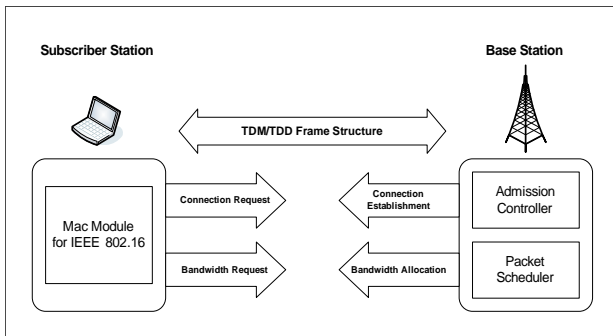 Subscriber Station
Base Station
TDM/TDD Frame Structure
Mac Module
for IEEE 802.16
Connection Request
Bandwidth Request
Connection
Establishment
Bandwidth Allocation
Admission
Controller
Packet
Scheduler